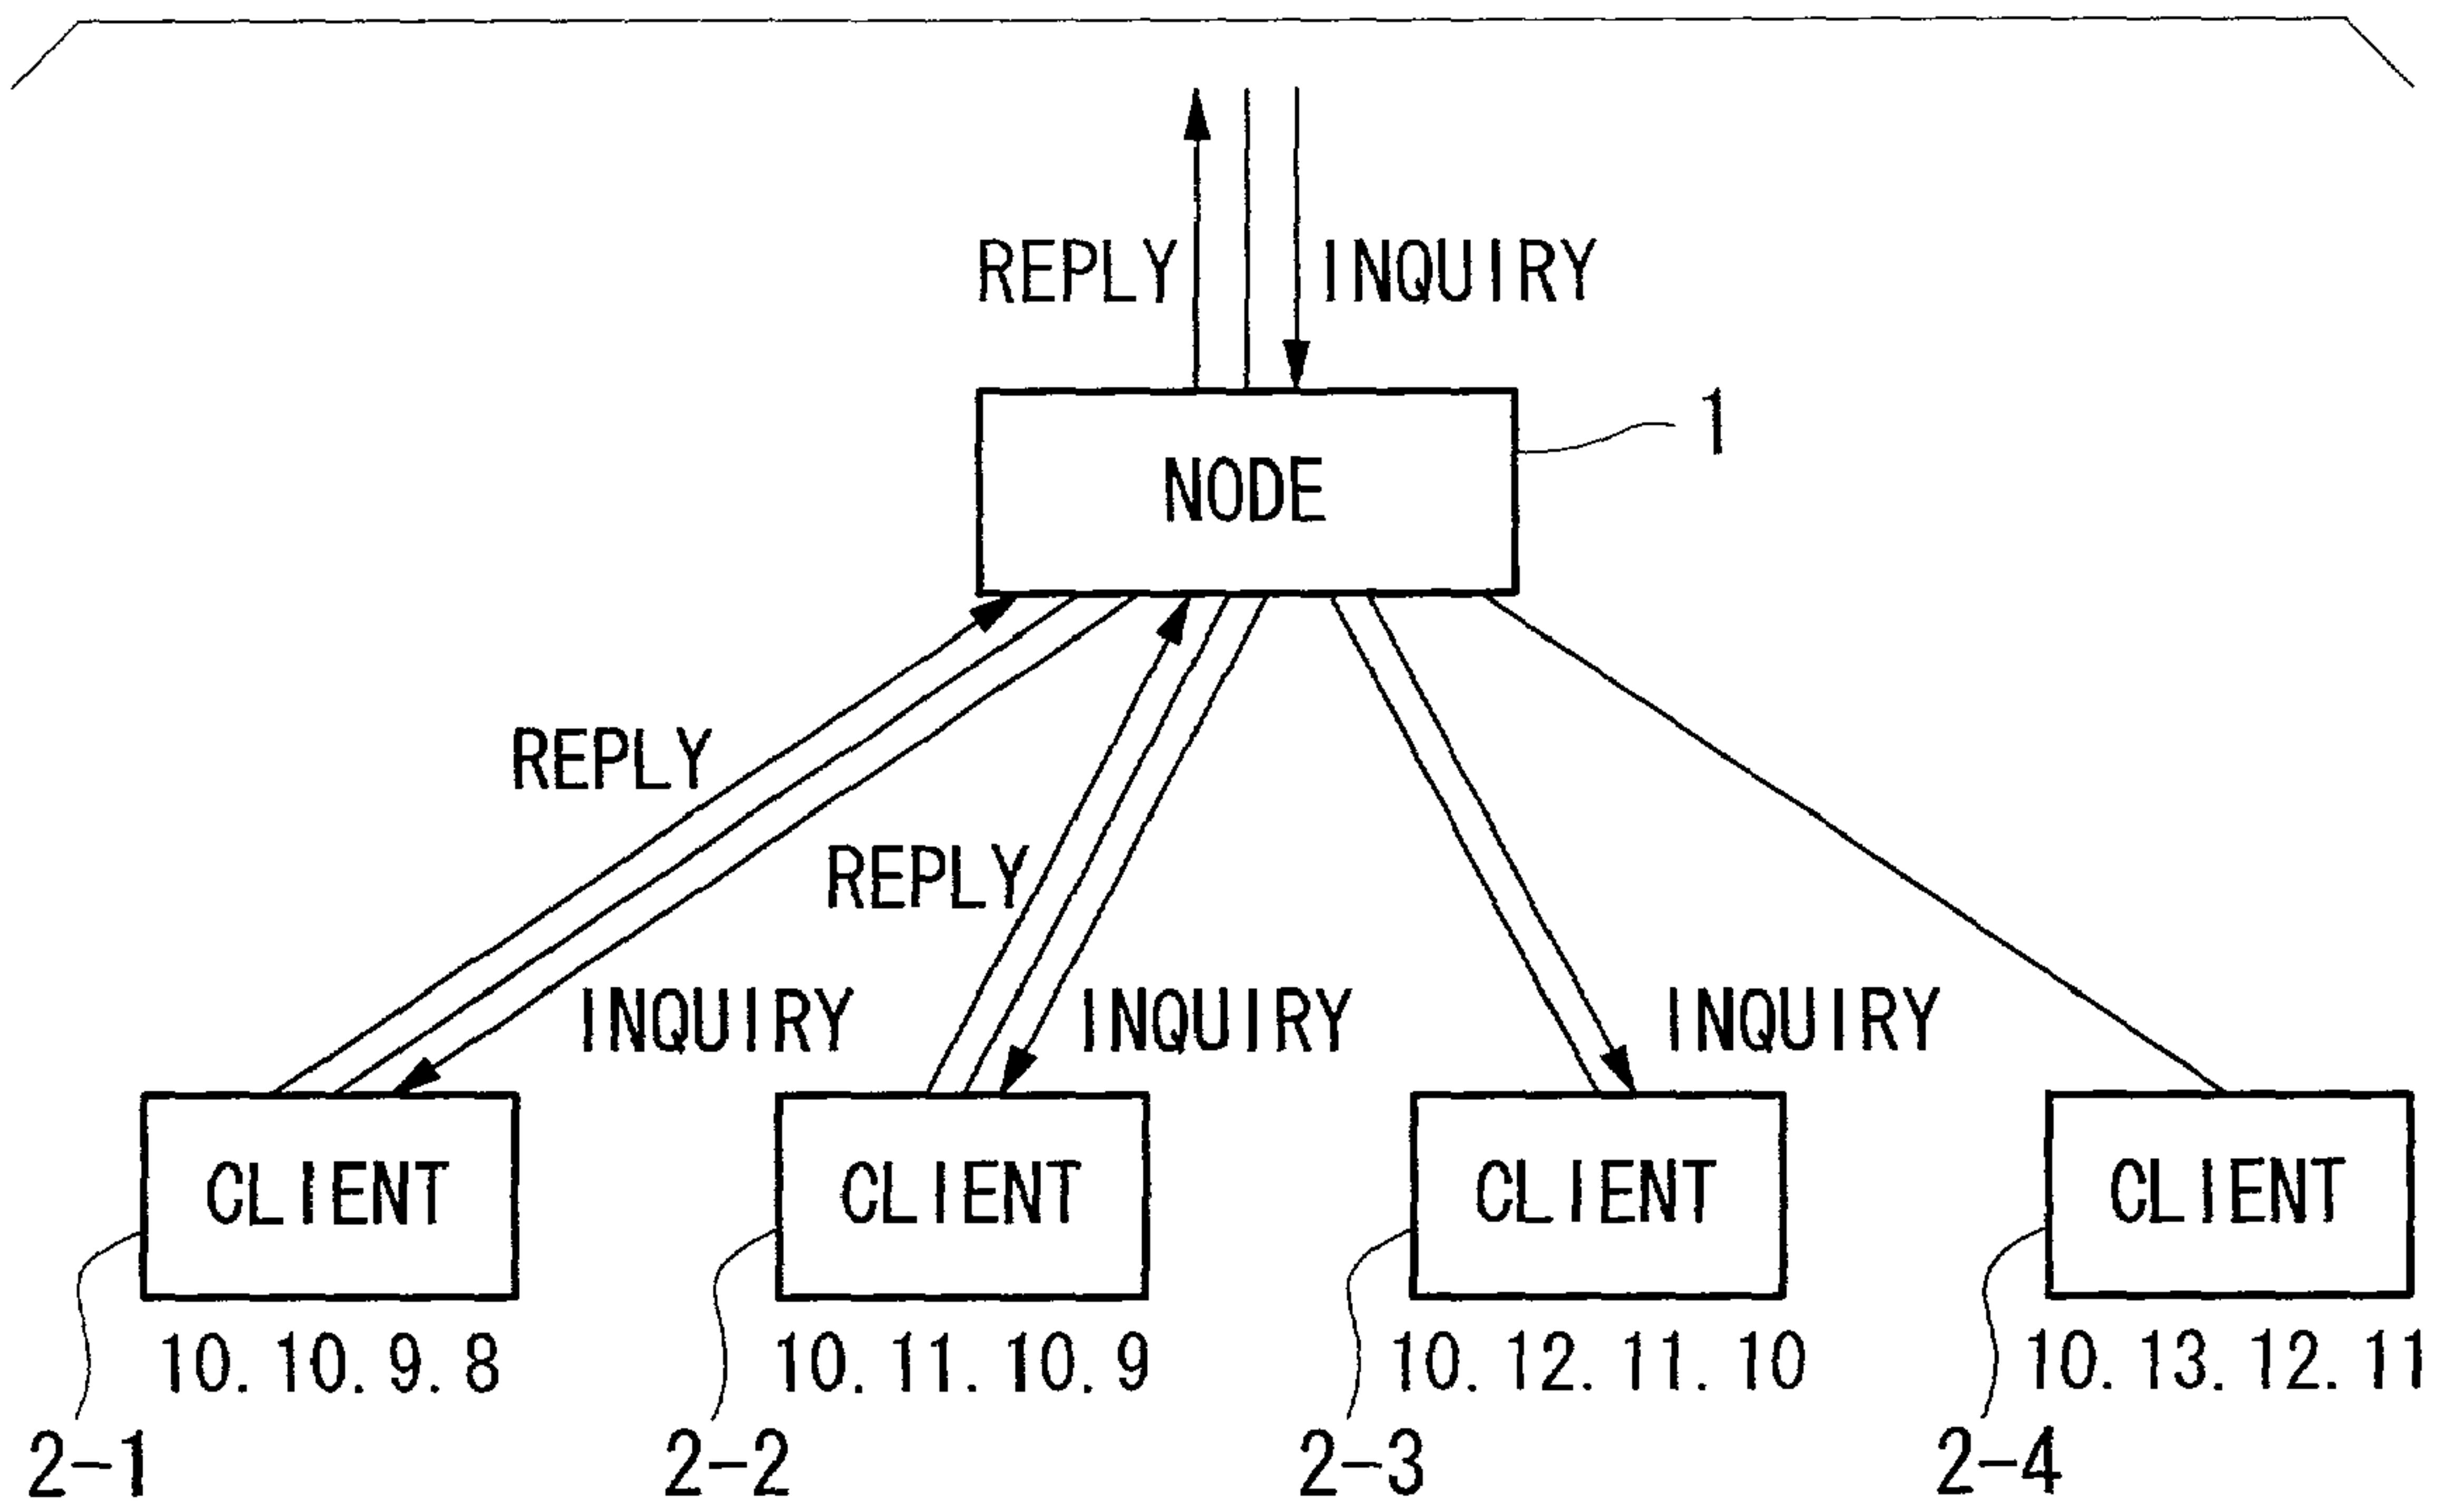 REPLY INQUIRY
NODE
1
REPLY
REPLY
INQUIRY INQUIRY INQUIRY
CLIENT CLIENT CLIENT CLIENT
10. 10. 9. 8 10. 11. 10. 9 10. 12. 11. 10 10. 13. 12. 11
2-1 2-2 2-3 2-4